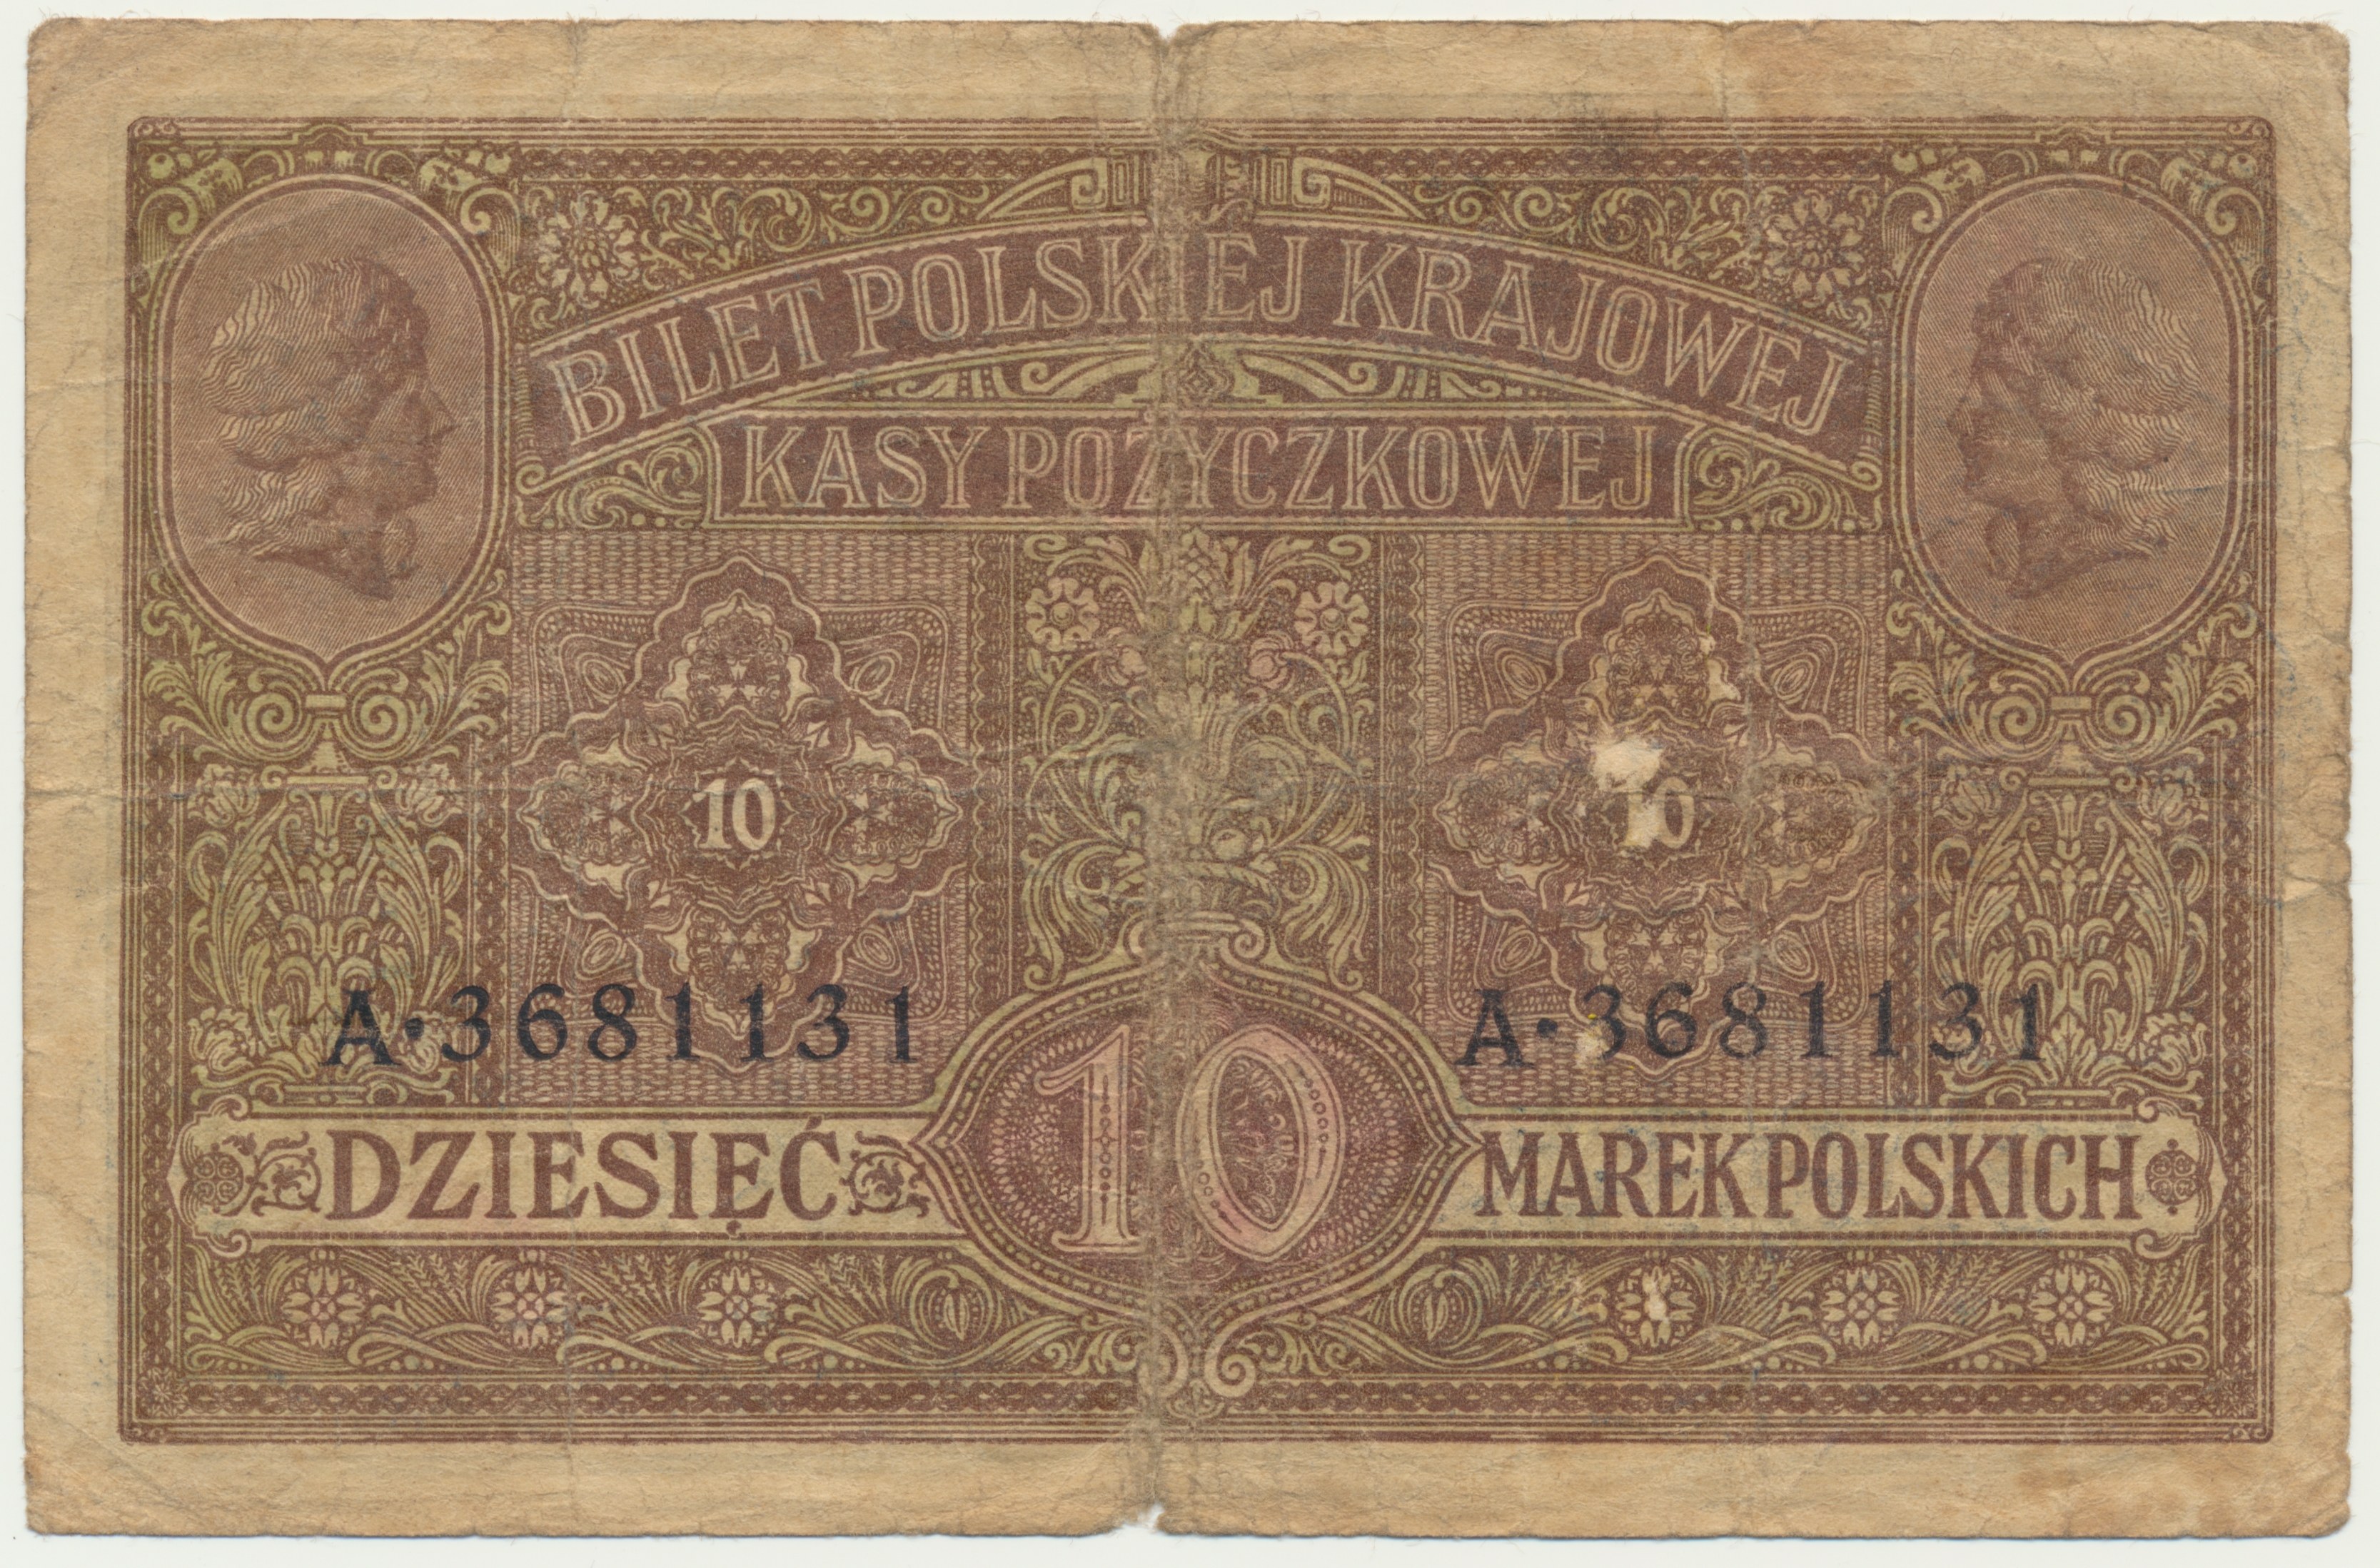 BILET POLSKIEJ KRAJOWEJ
KASY POŻYCZKOWEJ
10 10
A·3681131 A·3681131
DZIESIĘĆ 10 MAREK POLSKICH